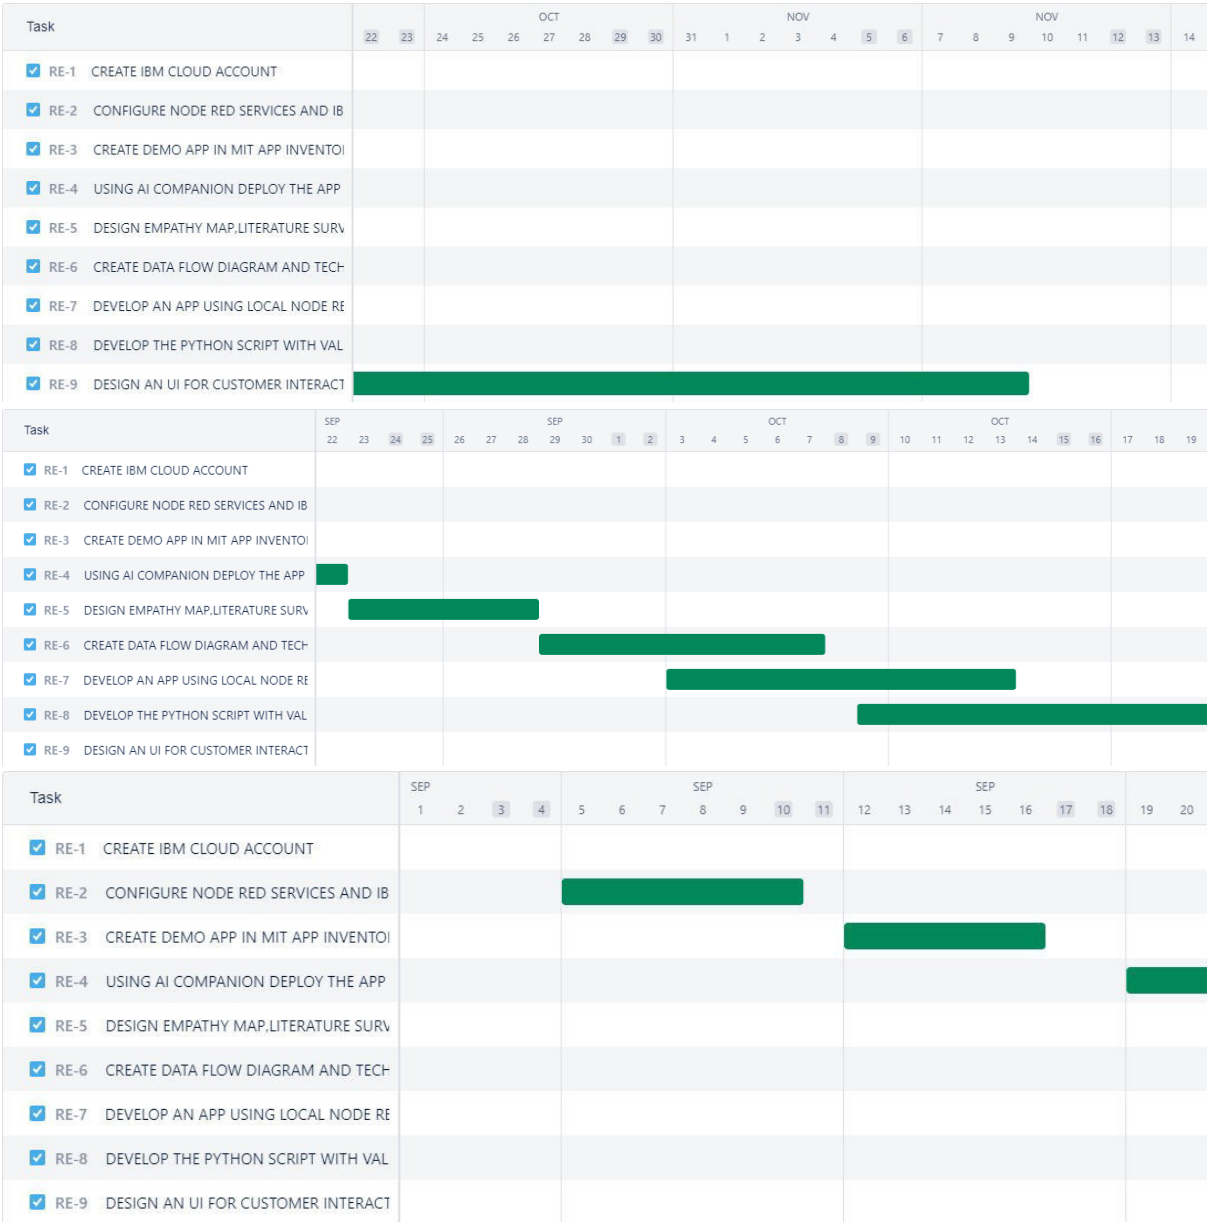 Task
OCT NOV NOV
22 23 24 25 26 27 28 29 30 31 1 2 3 4 5 6 7 8 9 10 11 12 13 14
RE-1 CREATE IBM CLOUD ACCOUNT
RE-2 CONFIGURE NODE RED SERVICES AND IB
RE-3 CREATE DEMO APP IN MIT APP INVENTO
RE-4 USING AI COMPANION DEPLOY THE APP
RE-5 DESIGN EMPATHY MAP,LITERATURE SURV
RE-6 CREATE DATA FLOW DIAGRAM AND TECH
RE-7 DEVELOP AN APP USING LOCAL NODE RE
RE-8 DEVELOP THE PYTHON SCRIPT WITH VAL
RE-9 DESIGN AN UI FOR CUSTOMER INTERACT
Task
SEP SEP OCT OCT
22 23 24 25 26 27 28 29 30 1 2 3 4 5 6 7 8 9 10 11 12 13 14 15 16 17 18 19
RE-1 CREATE IBM CLOUD ACCOUNT
RE-2 CONFIGURE NODE RED SERVICES AND IB
RE-3 CREATE DEMO APP IN MIT APP INVENTO
RE-4 USING AI COMPANION DEPLOY THE APP
RE-5 DESIGN EMPATHY MAP,LITERATURE SURV
RE-6 CREATE DATA FLOW DIAGRAM AND TECH
RE-7 DEVELOP AN APP USING LOCAL NODE RE
RE-8 DEVELOP THE PYTHON SCRIPT WITH VAL
RE-9 DESIGN AN UI FOR CUSTOMER INTERACT
Task
SEP SEP SEP
1 2 3 4 5 6 7 8 9 10 11 12 13 14 15 16 17 18 19 20
RE-1 CREATE IBM CLOUD ACCOUNT
RE-2 CONFIGURE NODE RED SERVICES AND IB
RE-3 CREATE DEMO APP IN MIT APP INVENTO
RE-4 USING AI COMPANION DEPLOY THE APP
RE-5 DESIGN EMPATHY MAP,LITERATURE SURV
RE-6 CREATE DATA FLOW DIAGRAM AND TECH
RE-7 DEVELOP AN APP USING LOCAL NODE RE
RE-8 DEVELOP THE PYTHON SCRIPT WITH VAL
RE-9 DESIGN AN UI FOR CUSTOMER INTERACT